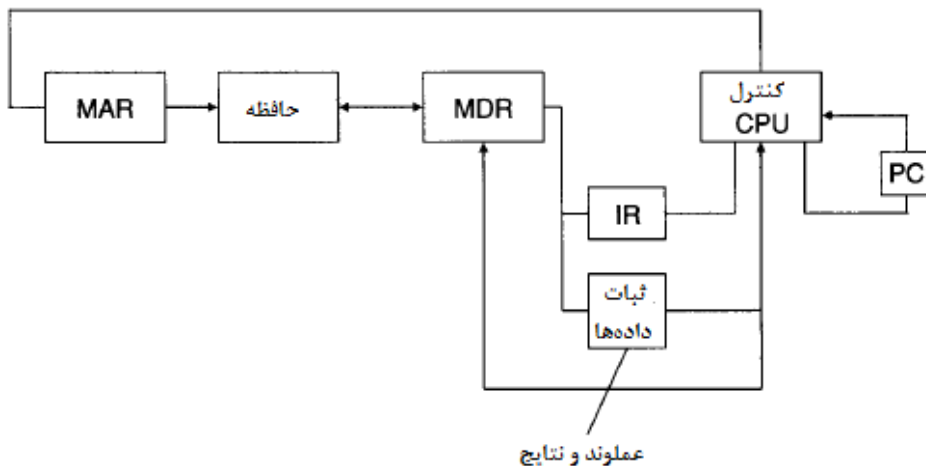 MAR
حافظه
MDR
کنترل
CPU
PC
IR
ثبات
داده‌ها
عملوند و نتایج